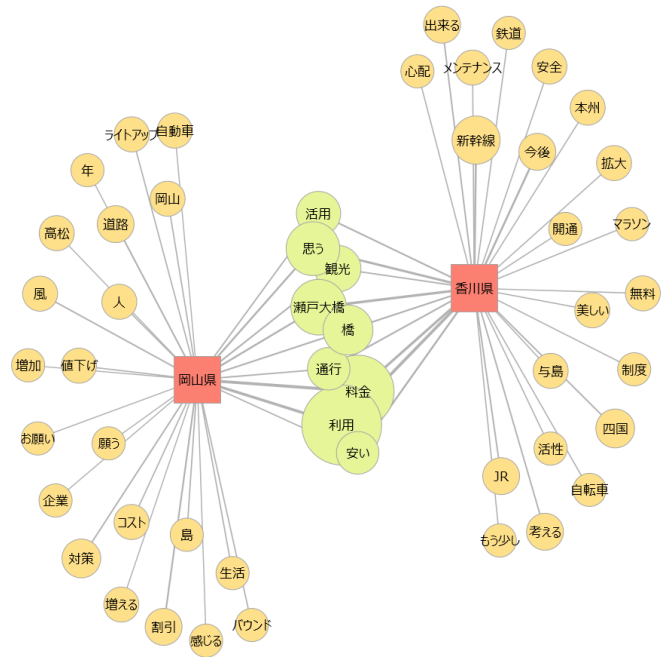 出来る
鉄道
心配
メンテナンス
安全
本州
ライトアップ
自動車
新幹線
今後
拡大
年
岡山
活用
高松
道路
開通
マラソン
思う
観光
風
人
瀬戸大橋
香川県
無料
美しい
橋
増加
値下げ
岡山県
通行
料金
与島
制度
お願い
願う
利用
四国
安い
活性
企業
JR
自転車
コスト
島
もう少し
考える
対策
生活
増える
割引
感じる
バウンド